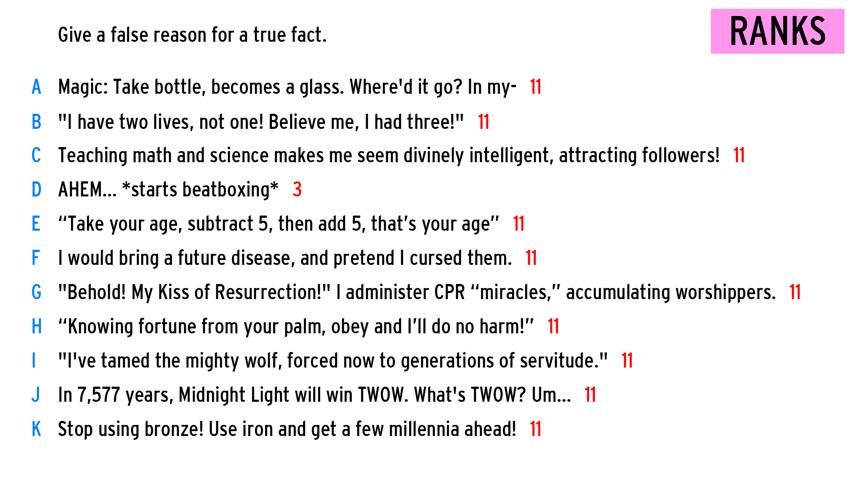 Give a false reason for a true fact.
RANKS
A Magic: Take bottle, becomes a glass. Where'd it go? In my- 11
B "I have two lives, not one! Believe me, I had three!" 11
C Teaching math and science makes me seem divinely intelligent, attracting followers! 11
D AHEM... *starts beatboxing* 3
E “Take your age, subtract 5, then add 5, that’s your age” 11
F I would bring a future disease, and pretend I cursed them. 11
G "Behold! My Kiss of Resurrection!" I administer CPR “miracles,” accumulating worshippers. 11
H “Knowing fortune from your palm, obey and I’ll do no harm!” 11
I "I've tamed the mighty wolf, forced now to generations of servitude." 11
J In 7,577 years, Midnight Light will win TWOW. What's TWOW? Um... 11
K Stop using bronze! Use iron and get a few millennia ahead! 11